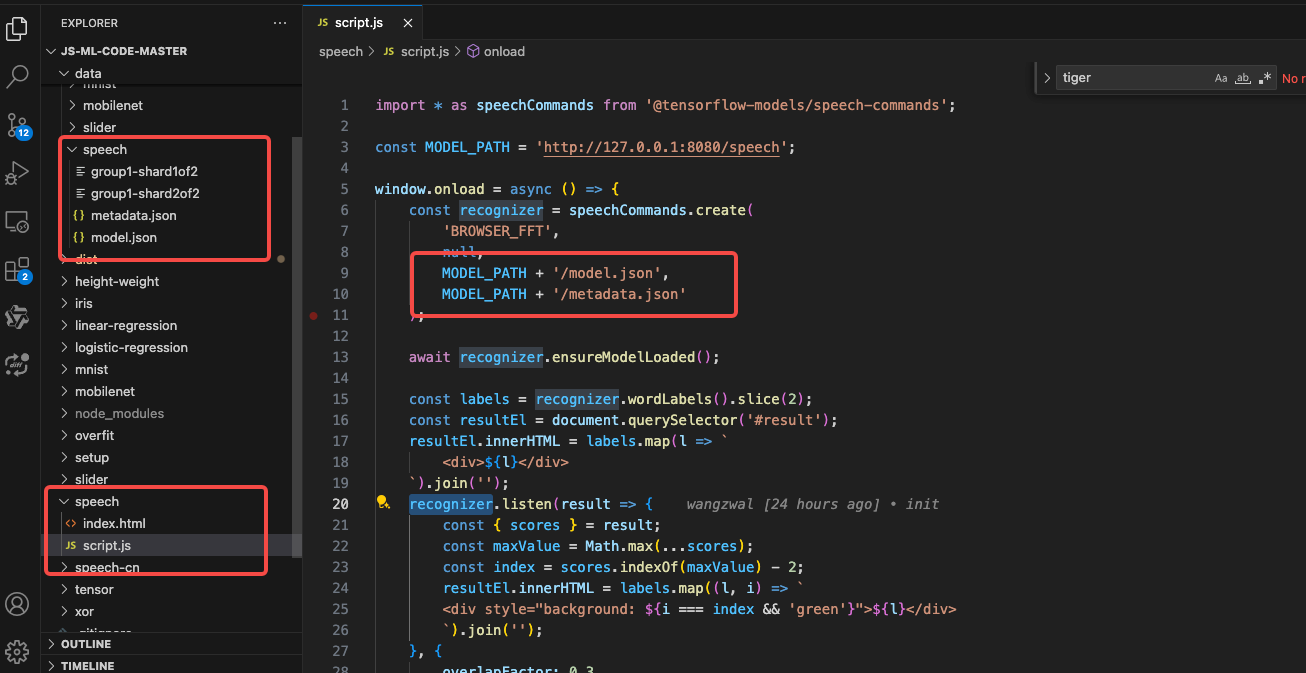 EXPLORER
JS-ML-CODE-MASTER
data
mnist
mobilenet
slider
speech
group1-shard1of2
group1-shard2of2
metadata.json
model.json
dist
height-weight
iris
linear-regression
logistic-regression
mnist
mobilenet
node_modules
overfit
setup
slider
speech
index.html
JS script.js
speech-cn
tensor
xor
.gitignore
OUTLINE
TIMELINE
12
2
diff
JS script.js
speech > JS script.js > onload
tiger
Aa ab .*
No r
1 import * as speechCommands from '@tensorflow-models/speech-commands';
2
3 const MODEL_PATH = 'http://127.0.0.1:8080/speech';
4
5 window.onload = async () => {
6 const recognizer = speechCommands.create(
7 'BROWSER_FFT',
8 null,
9 MODEL_PATH + '/model.json',
10 MODEL_PATH + '/metadata.json'
11 );
12
13 await recognizer.ensureModelLoaded();
14
15 const labels = recognizer.wordLabels().slice(2);
16 const resultEl = document.querySelector('#result');
17 resultEl.innerHTML = labels.map(l => `
18 <div>${l}</div>
19 `).join('');
20 recognizer.listen(result => { wangzwal [24 hours ago] • init
21 const { scores } = result;
22 const maxValue = Math.max(...scores);
23 const index = scores.indexOf(maxValue) - 2;
24 resultEl.innerHTML = labels.map((l, i) => `
25 <div style="background: ${i === index && 'green'}">${l}</div>
26 `).join('');
27 }, {
28 overlapFactor: 0.3